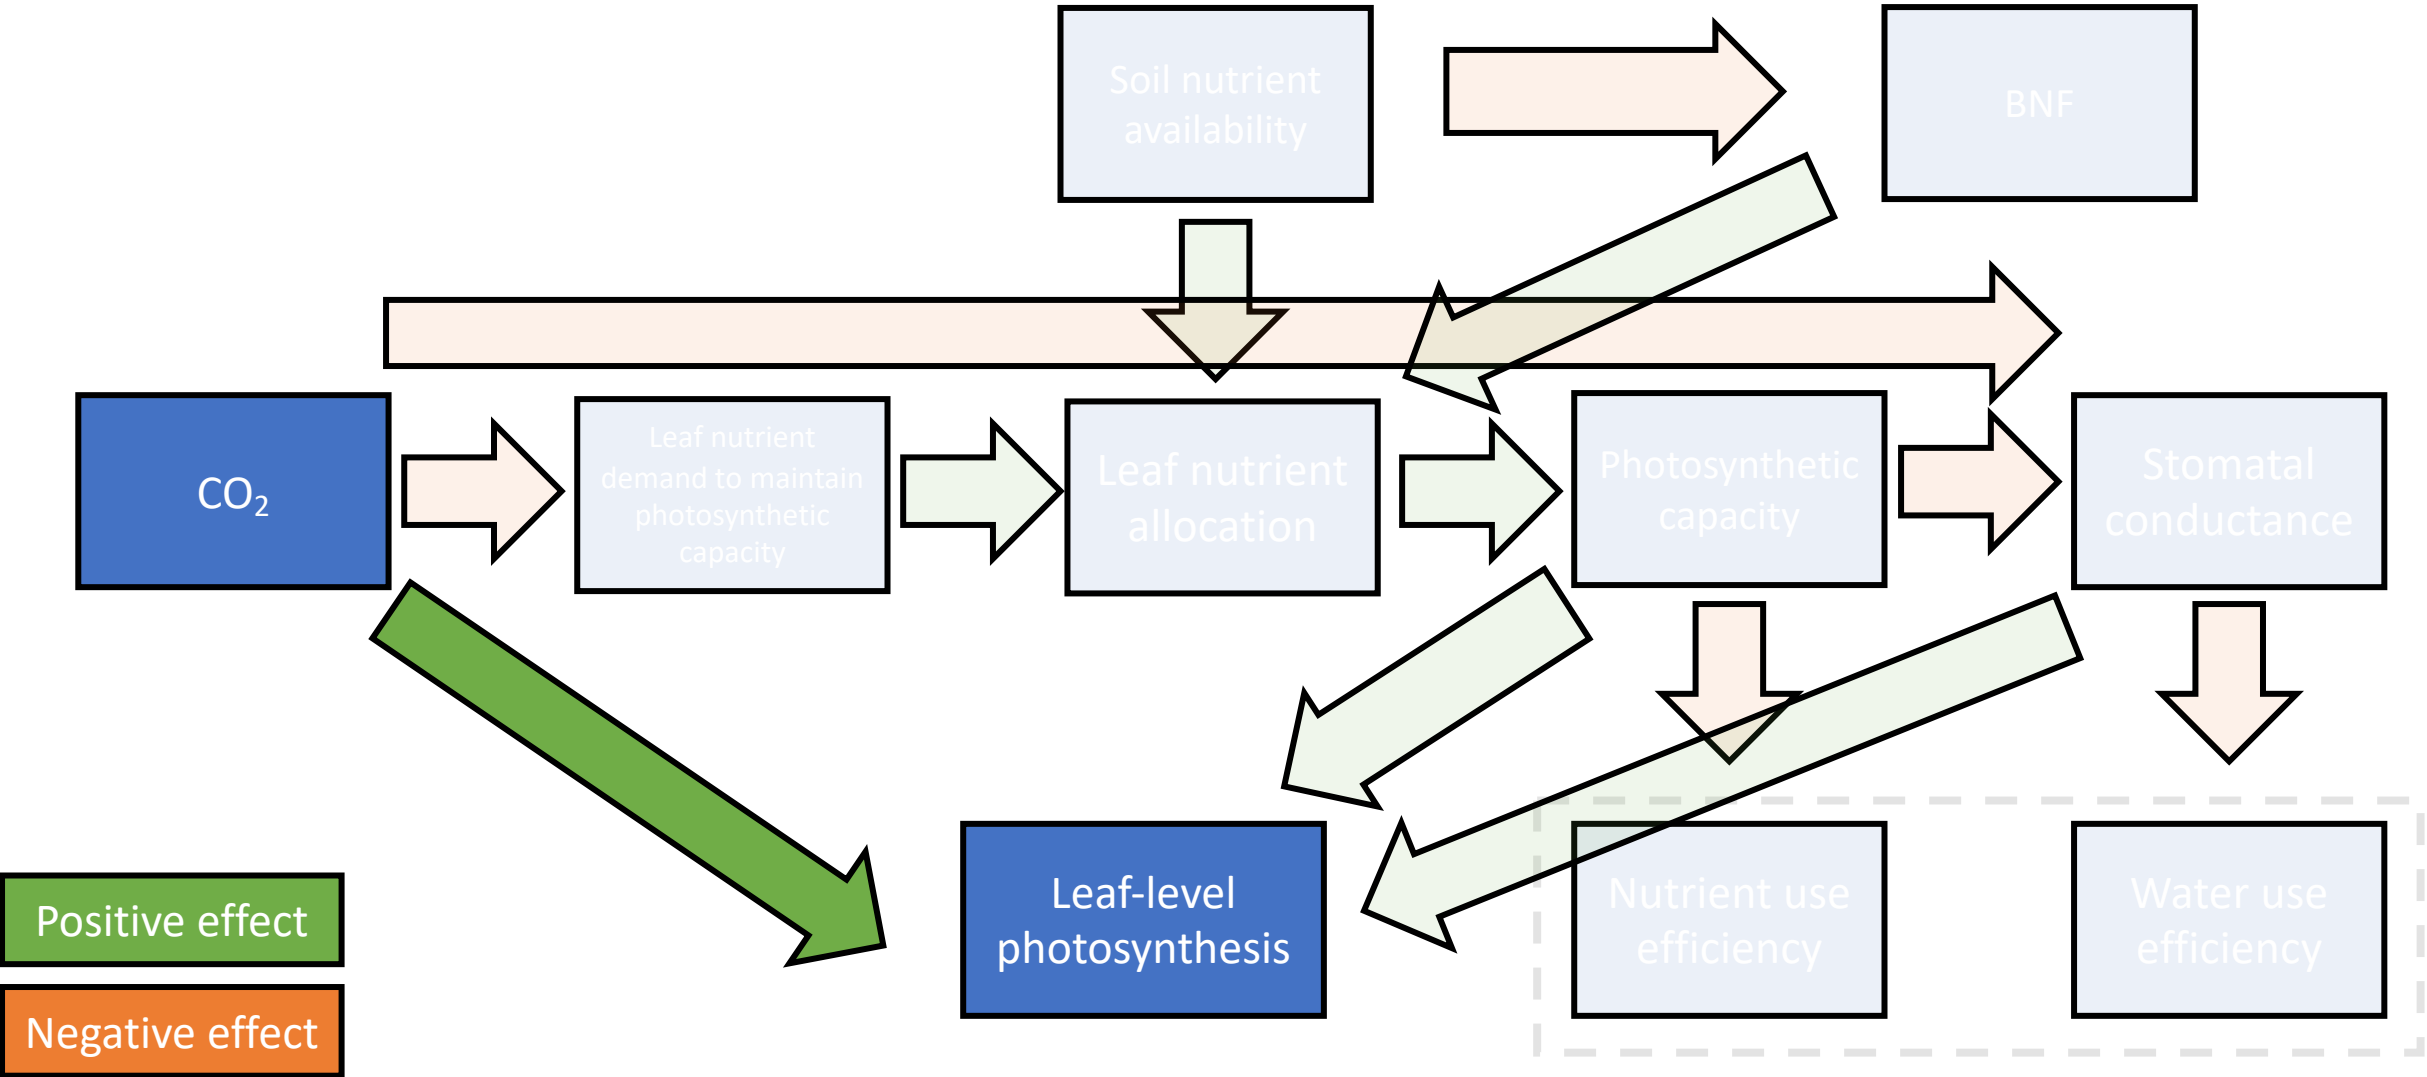 Soil nutrient
availability
BNF
CO₂
Leaf nutrient
demand to maintain
photosynthetic
capacity
Leaf nutrient
allocation
Photosynthetic
capacity
Stomatal
conductance
Leaf-level
photosynthesis
Nutrient use
efficiency
Water use
efficiency
Positive effect
Negative effect